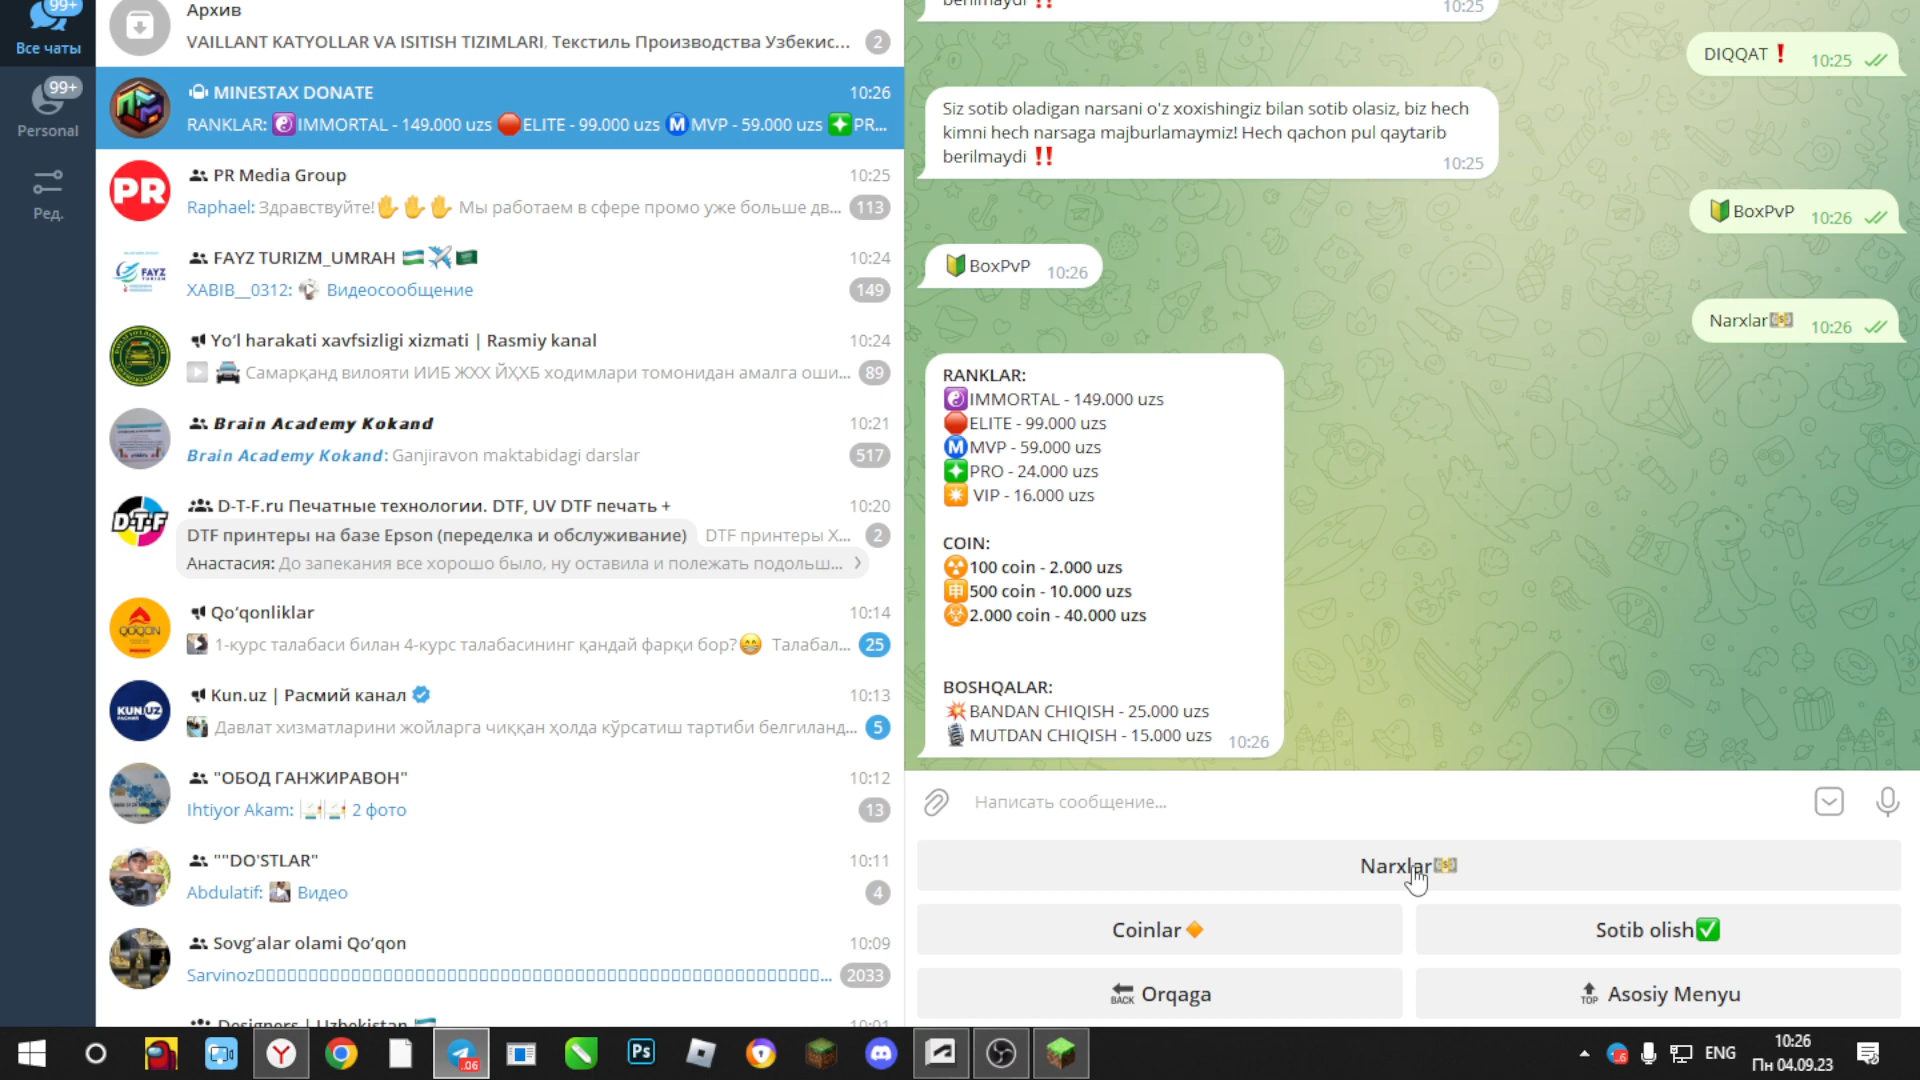 99+
Все чаты
99+
Personal
Ред.
Архив
VAILLANT KATYOLLAR VA ISITISH TIZIMLARI, Текстиль Производства Узбекис... 2
MINESTAX DONATE 10:26
RANKLAR: IMMORTAL - 149.000 uzs ELITE - 99.000 uzs MVP - 59.000 uzs PR...
PR
PR Media Group 10:25
Raphael: Здравствуйте! Мы работаем в сфере промо уже больше дв... 113
FAYZ
FAYZ TURIZM_UMRAH 10:24
XABIB__0312: Видеосообщение 149
Yo‘l harakati xavfsizligi xizmati | Rasmiy kanal 10:24
Самарқанд вилояти ИИБ ЖХХ ЙҲХБ ходимлари томонидан амалга оши... 89
Brain Academy Kokand 10:21
Brain Academy Kokand: Ganjiravon maktabidagi darslar 517
D-T-F
D-T-F.ru Печатные технологии. DTF, UV DTF печать + 10:20
DTF принтеры на базе Epson (переделка и обслуживание) DTF принтеры X... 2
Анастасия: До запекания все хорошо было, ну оставила и полежать подольш...
QOQON
Qo‘qonliklar 10:14
1-курс талабаси билан 4-курс талабасининг қандай фарқи бор? Талабал... 25
KUN.UZ
Kun.uz | Расмий канал 10:13
Давлат хизматларини жойларга чиққан ҳолда кўрсатиш тартиби белгиланд... 5
"ОБОД ГАНЖИРАВОН" 10:12
Ihtiyor Akam: 2 фото 13
""DO'STLAR" 10:11
Abdulatif: Видео 4
Sovg‘alar olami Qo‘qon 10:09
Sarvinoz ... 2033
Designers | Uzbekistan 10:01
berilmaydi ‼️ 10:25
DIQQAT❗ 10:25
Siz sotib oladigan narsani o'z xoxishingiz bilan sotib olasiz, biz hech
kimni hech narsaga majburlamaymiz! Hech qachon pul qaytarib
berilmaydi ‼️ 10:25
🔰BoxPvP 10:26
🔰BoxPvP 10:26
Narxlar💵 10:26
RANKLAR:
☯️IMMORTAL - 149.000 uzs
🛑ELITE - 99.000 uzs
Ⓜ️MVP - 59.000 uzs
❇️PRO - 24.000 uzs
✴️ VIP - 16.000 uzs
COIN:
☢️100 coin - 2.000 uzs
🈸500 coin - 10.000 uzs
☣️2.000 coin - 40.000 uzs
BOSHQALAR:
💥BANDAN CHIQISH - 25.000 uzs
🎙MUTDAN CHIQISH - 15.000 uzs 10:26
Написать сообщение...
Narxlar💵
Coinlar🔸 Sotib olish✅
BACK Orqaga TOP Asosiy Menyu
Y
.06
Ps
ENG
10:26
Пн 04.09.23